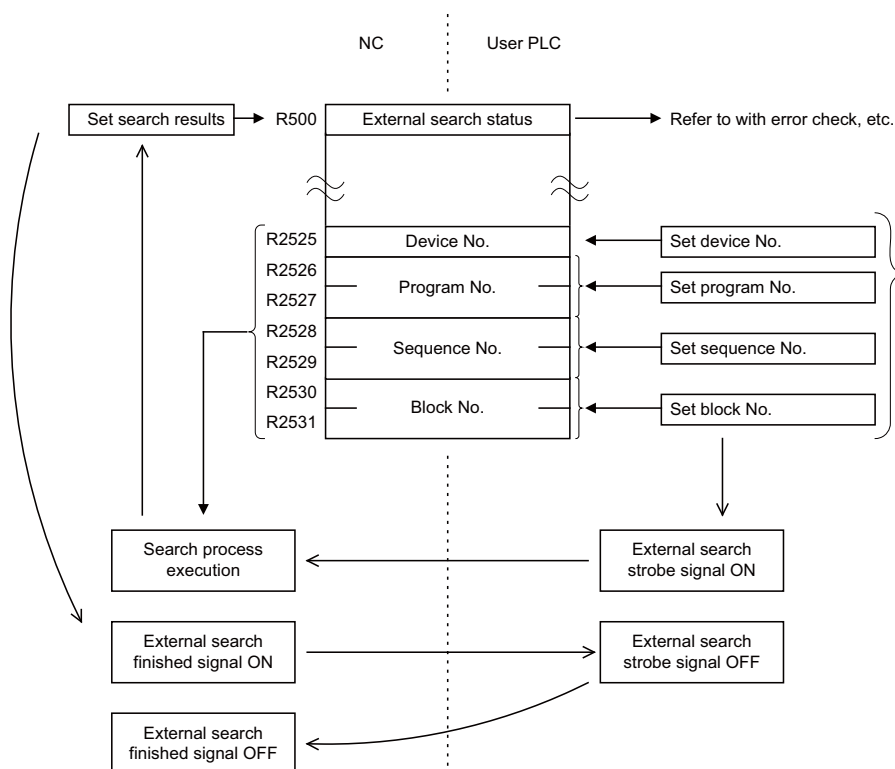 NC
User PLC
Set search results
R500
External search status
Refer to with error check, etc.
R2525
Device No.
Set device No.
R2526
R2527
Program No.
Set program No.
R2528
R2529
Sequence No.
Set sequence No.
R2530
R2531
Block No.
Set block No.
Search process
execution
External search
strobe signal ON
External search
finished signal ON
External search
strobe signal OFF
External search
finished signal OFF